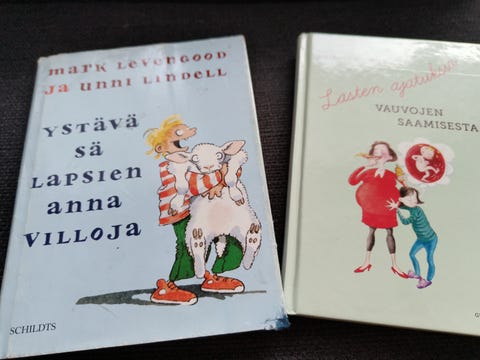 mark Levengood
ja unni Lindell
Ystävä
sä
Lapsien
anna
villoja
SCHILDTS
Lasten ajatuksia
VAUVOJEN
SAAMISESTA